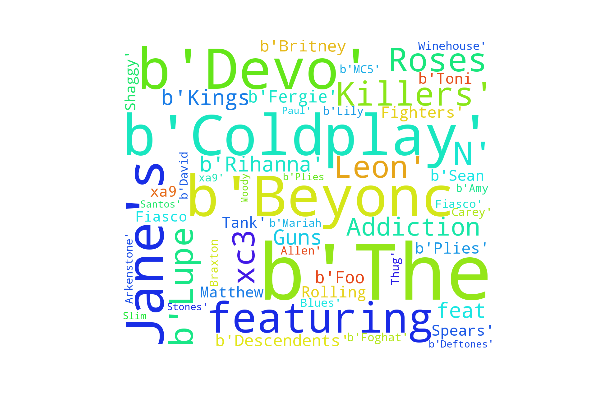 b'Britney
Winehouse'
b'Devo'
Roses
Shaggy'
b'MC5'
b'Toni
b'Kings
b'Fergie'
Killers'
Paul'
b'Lily
Fighters'
b'Coldplay'
N'
b'David
b'Rihanna'
Leon'
b'Sean
xa9
xa9'
Woody
b'Plies
b'Amy
Jane's
b'Beyonc
Santos'
Fiasco
Fiasco'
Carey'
b'Lupe
Tank'
b'Mariah
Addiction
xc3
Guns
b'The
b'Plies'
Arkenstone'
Braxton
Allen'
b'Foo
Thug'
Matthew
Rolling
Stones'
Blues'
feat
Slim
featuring
Spears'
b'Descendents'
b'Foghat'
b'Deftones'